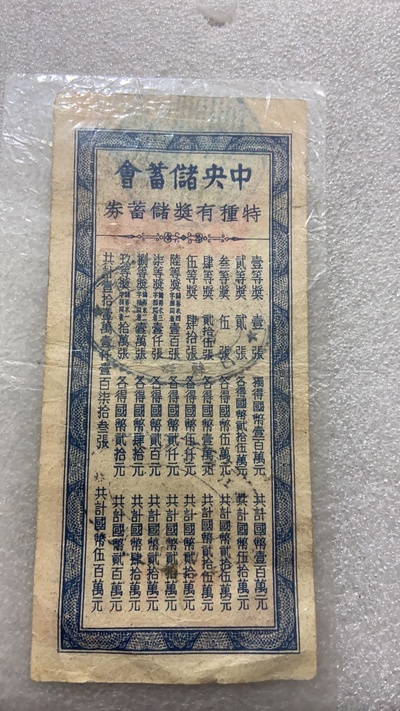 中央儲蓄會
特種有獎儲蓄券
壹等獎 壹 張 獨得國幣壹百萬元 共計國幣壹百萬元
貳等獎 貳 張 各得國幣貳拾伍萬元 共計國幣伍拾萬元
叁等獎 伍 張 各得國幣伍萬元 共計國幣貳拾伍萬元
肆等獎 貳拾伍張 各得國幣壹萬元 共計國幣貳拾伍萬元
伍等獎 肆拾張 各得國幣伍仟元 共計國幣貳拾萬元
陸等獎 壹百張 各得國幣貳仟元 共計國幣貳拾萬元
柒等獎 壹仟張 各得國幣貳百元 共計國幣貳拾萬元
捌等獎 壹萬張 各得國幣肆拾元 共計國幣肆拾萬元
玖等獎 拾萬張 各得國幣貳拾元 共計國幣貳百萬元
共計壹拾壹萬壹仟壹百柒拾叁張 共計國幣伍百萬元